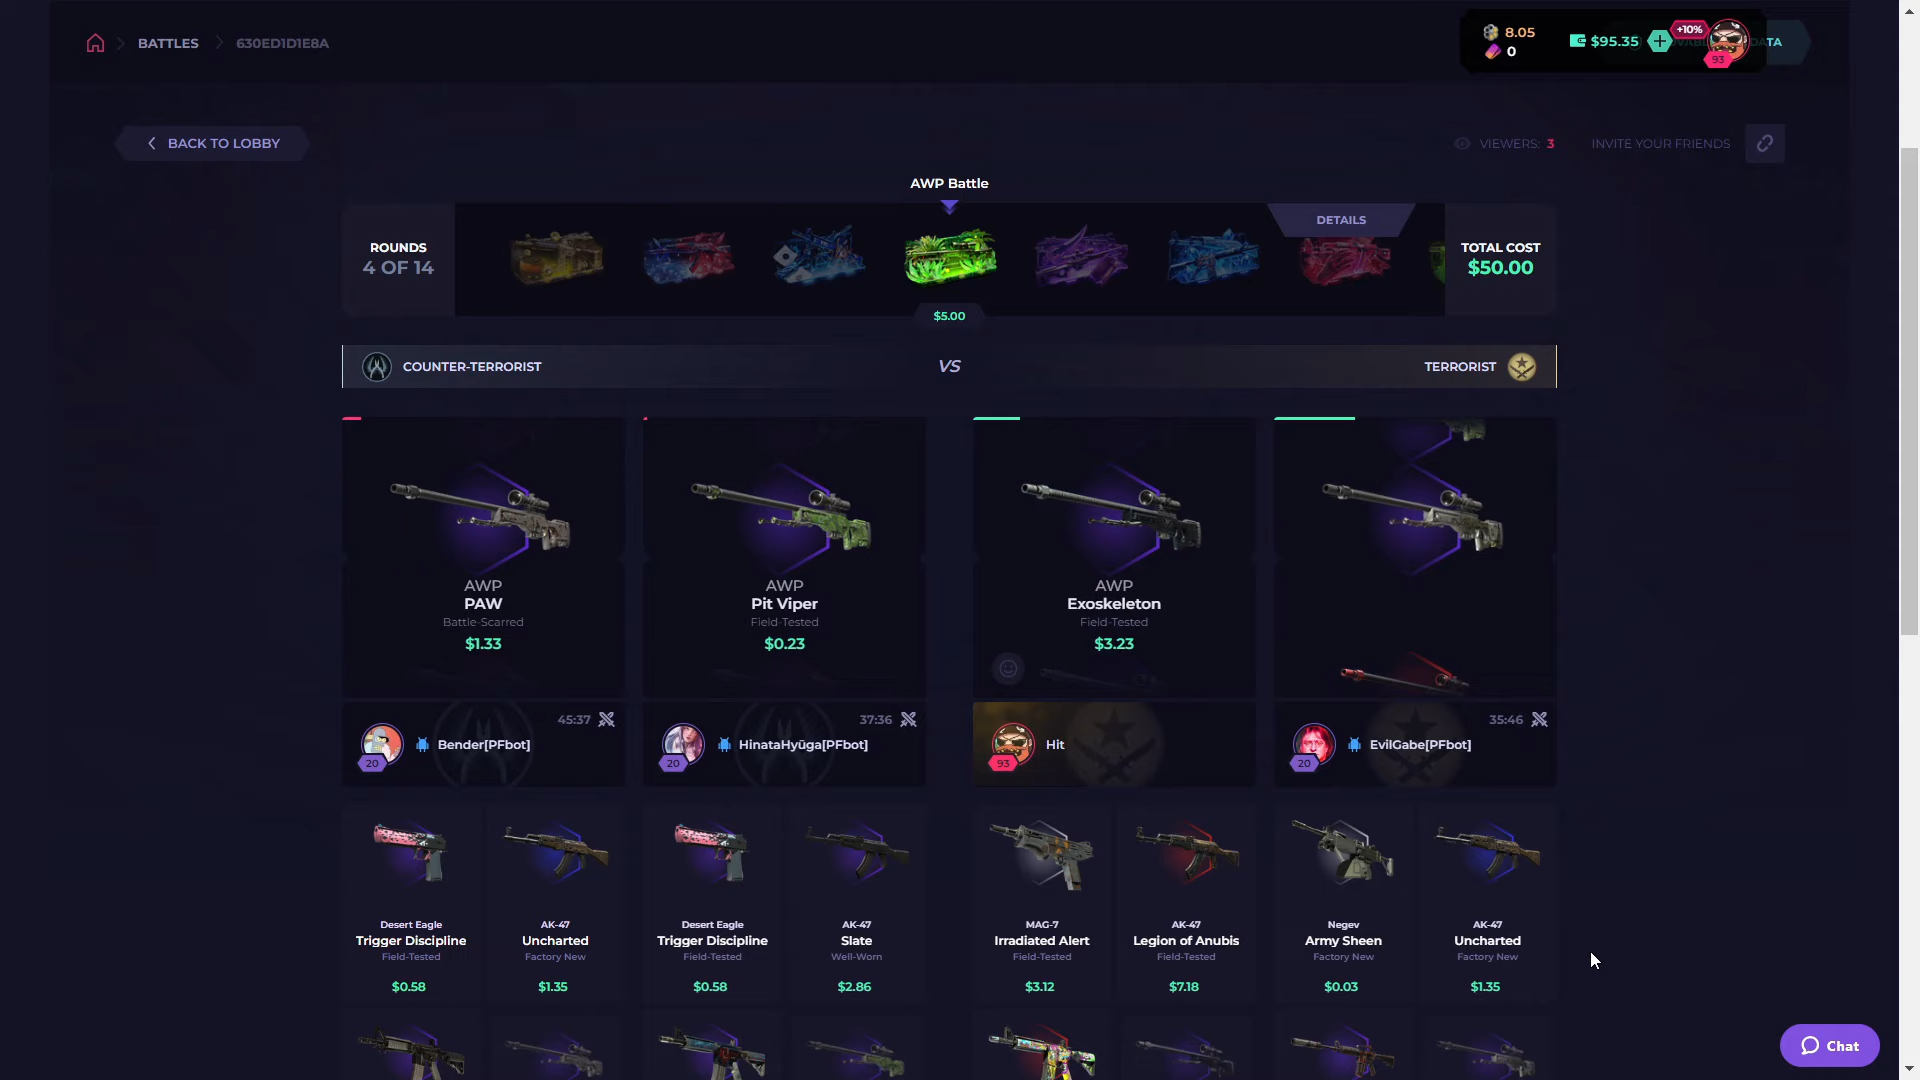 BATTLES
630ED1D1E8A
8.05
0
$95.35
+10%
93
BACK TO LOBBY
VIEWERS: 3
INVITE YOUR FRIENDS
AWP Battle
DETAILS
ROUNDS
4 OF 14
TOTAL COST
$50.00
$5.00
COUNTER-TERRORIST
VS
TERRORIST
AWP
PAW
Battle-Scarred
$1.33
AWP
Pit Viper
Field-Tested
$0.23
AWP
Exoskeleton
Field-Tested
$3.23
45:37
Bender[PFbot]
20
37:36
HinataHyūga[PFbot]
20
Hit
93
35:46
EvilGabe[PFbot]
20
Desert Eagle
Trigger Discipline
Field-Tested
$0.58
AK-47
Uncharted
Factory New
$1.35
Desert Eagle
Trigger Discipline
Field-Tested
$0.58
AK-47
Slate
Well-Worn
$2.86
MAG-7
Irradiated Alert
Field-Tested
$3.12
AK-47
Legion of Anubis
Field-Tested
$7.18
Negev
Army Sheen
Factory New
$0.03
AK-47
Uncharted
Factory New
$1.35
Chat